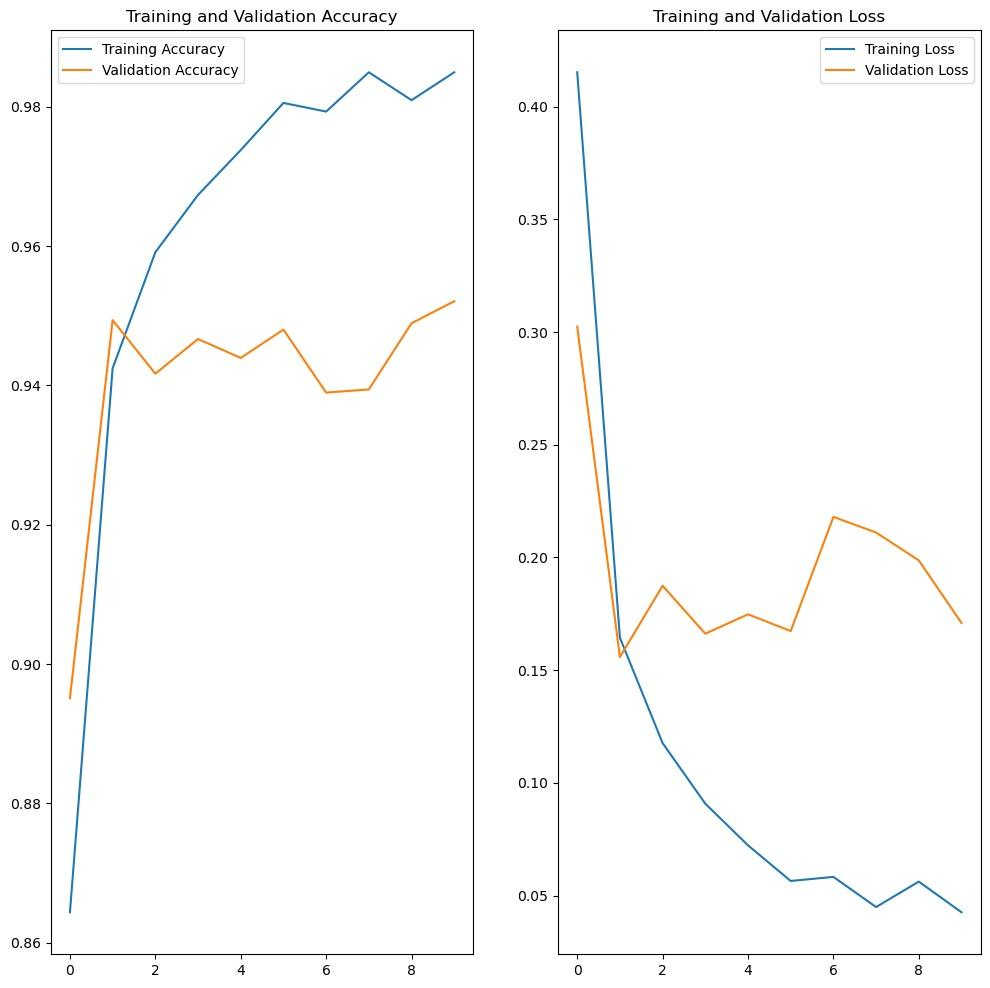 Training and Validation Accuracy
Training Accuracy
Validation Accuracy
0.98
0.96
0.94
0.92
0.90
0.88
0.86
0 2 4 6 8
Training and Validation Loss
Training Loss
Validation Loss
0.40
0.35
0.30
0.25
0.20
0.15
0.10
0.05
0 2 4 6 8